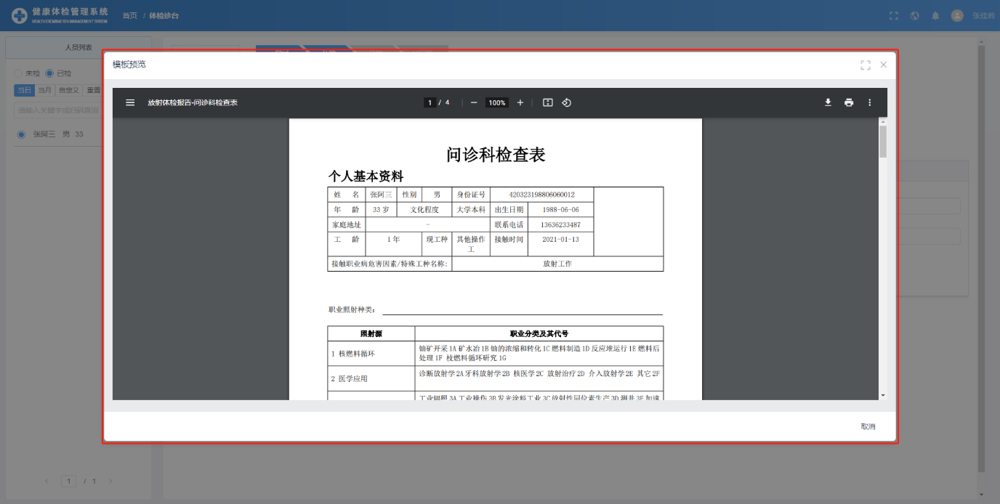 健康体检管理系统
HEALTH EXEMINATION MANAGEMENT SYSTEM
首页 / 体检诊台
张佳莉
人员列表
未检 已检
当日 当月 自定义 重置
请输入关键字或扫码查询
张阿三 男 33
1 / 1
模板预览
放射体检报告-问诊科检查表
1 / 4
100%
问诊科检查表
个人基本资料
姓 名 张阿三 性别 男 身份证号 420323198806060012
年 龄 33 岁 文化程度 大学本科 出生日期 1988-06-06
家庭地址 - 联系电话 13636233487
工 龄 1 年 现工种 其他操作工 接触时间 2021-01-13
接触职业病危害因素/特殊工种名称: 放射工作
职业照射种类:
照射源 职业分类及其代号
1 核燃料循环 铀矿开采 1A 矿水冶 1B 铀的浓缩和转化 1C 燃料制造 1D 反应堆运行 1E 燃料后
处理 1F 核燃料循环研究 1G
2 医学应用 诊断放射学 2A 牙科放射学 2B 核医学 2C 放射治疗 2D 介入放射学 2E 其它 2F
工业辐照 3A 工业操伤 3B 发光涂料工业 3C 放射性同位素生产 3D 测井 3E 加速
取消